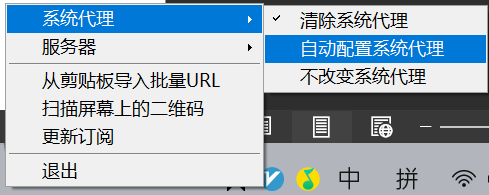 系统代理
服务器
从剪贴板导入批量URL
扫描屏幕上的二维码
更新订阅
退出
清除系统代理
自动配置系统代理
不改变系统代理
中
拼